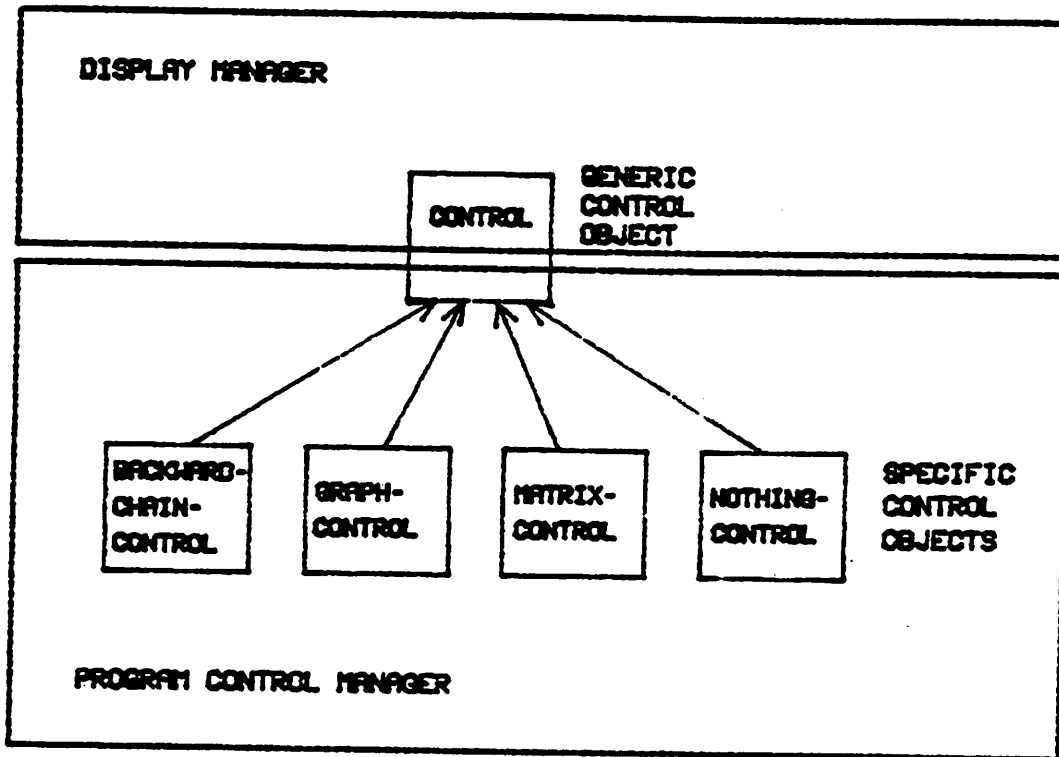 DISPLAY MANAGER
CONTROL
GENERIC
CONTROL
OBJECT
BACKWARD-
CHAIN-
CONTROL
GRAPH-
CONTROL
MATRIX-
CONTROL
NOTHING-
CONTROL
SPECIFIC
CONTROL
OBJECTS
PROGRAM CONTROL MANAGER